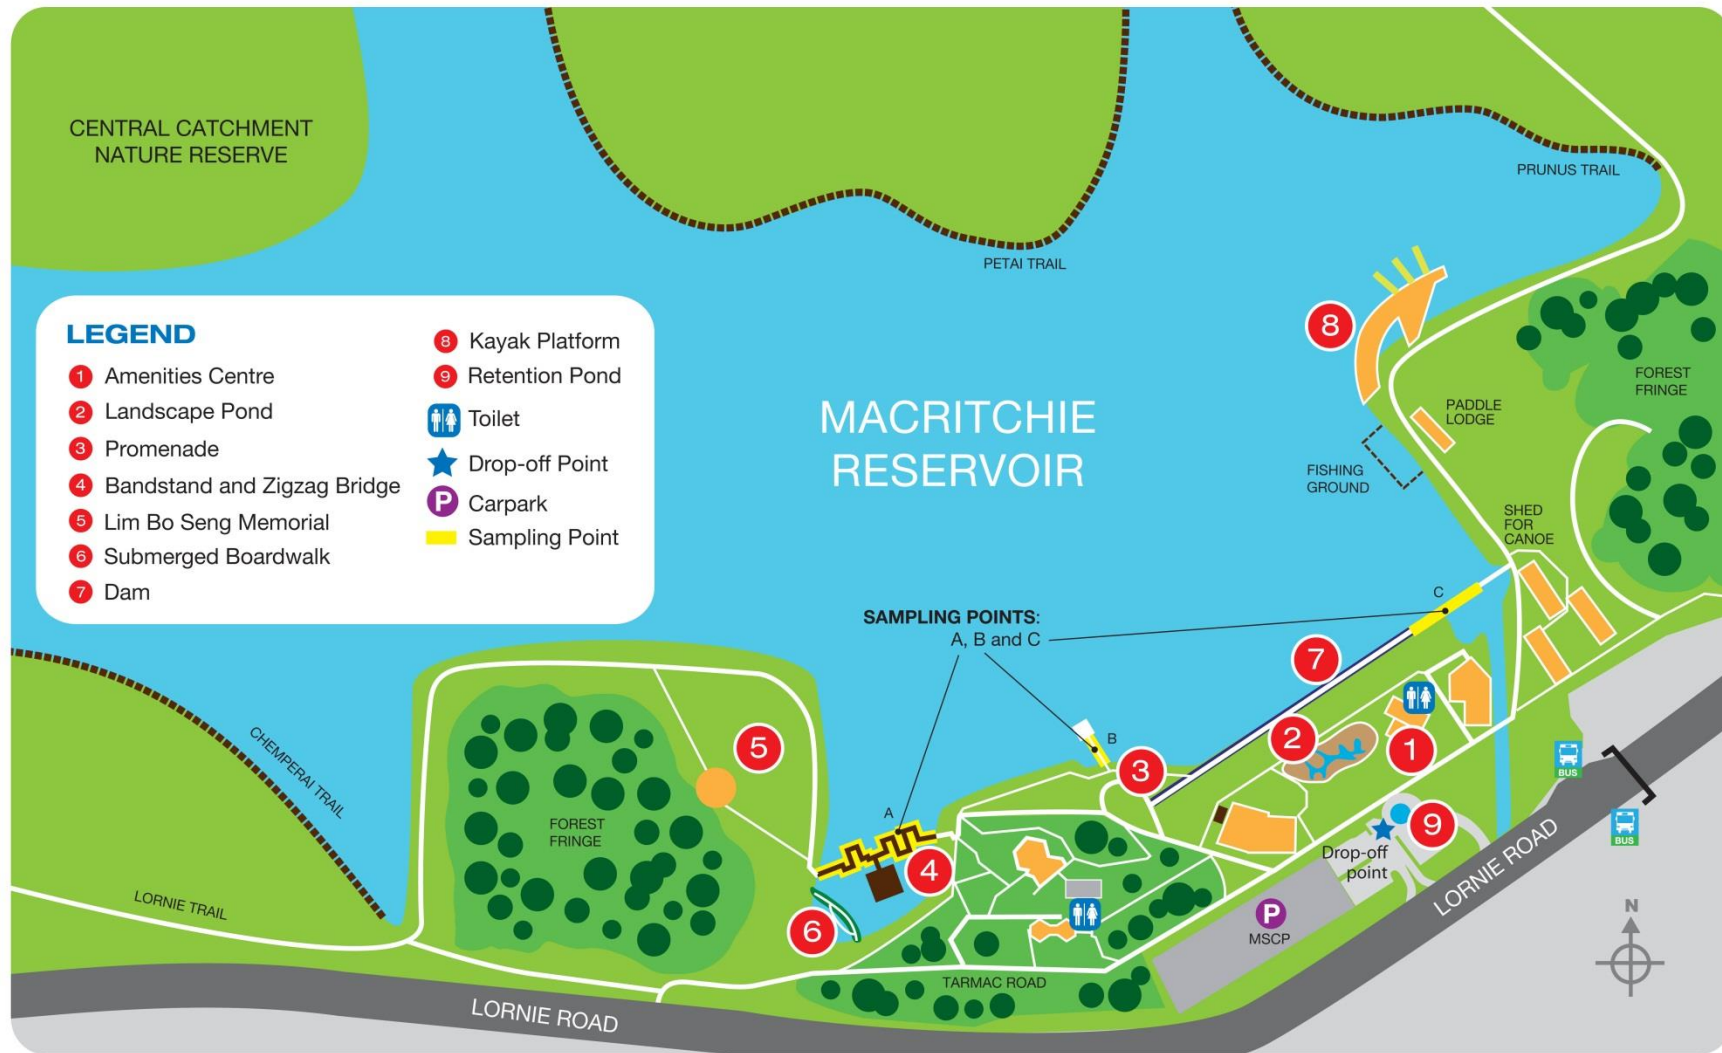 CENTRAL CATCHMENT
NATURE RESERVE
PRUNUS TRAIL
PETAI TRAIL
LEGEND
1 Amenities Centre
2 Landscape Pond
3 Promenade
4 Bandstand and Zigzag Bridge
5 Lim Bo Seng Memorial
6 Submerged Boardwalk
7 Dam
8 Kayak Platform
9 Retention Pond
Toilet
Drop-off Point
P Carpark
Sampling Point
8
MACRITCHIE
RESERVOIR
FOREST
FRINGE
PADDLE
LODGE
FISHING
GROUND
SHED
FOR
CANOE
SAMPLING POINTS:
A, B and C
C
7
CHEMPERAI TRAIL
5
B
3
2
1
BUS
BUS
A
FOREST
FRINGE
4
9
Drop-off
point
LORNIE TRAIL
6
P
MSCP
LORNIE ROAD
N
TARMAC ROAD
LORNIE ROAD